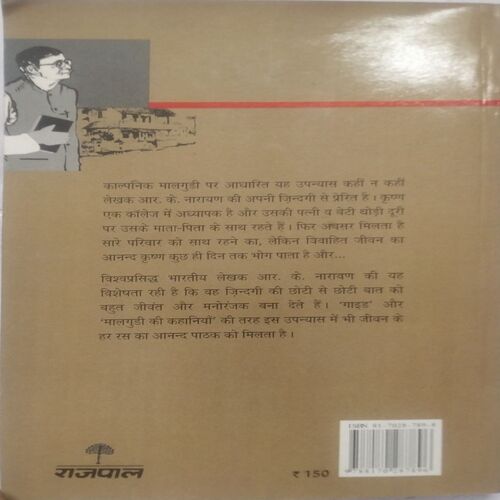 काल्पनिक मालगुडी पर आधारित यह उपन्यास कहीं न कहीं
लेखक आर. के. नारायण की अपनी ज़िन्दगी से प्रेरित है। कृष्ण
एक कॉलेज में अध्यापक है और उसकी पत्नी व बेटी थोड़ी दूरी
पर उसके माता-पिता के साथ रहते हैं। फिर अवसर मिलता है
सारे परिवार को साथ रहने का, लेकिन विवाहित जीवन का
आनन्द कृष्ण कुछ ही दिन तक भोग पाता है और...
विश्वप्रसिद्ध भारतीय लेखक आर. के. नारायण की यह
विशेषता रही है कि वह ज़िन्दगी की छोटी से छोटी बात को
बहुत जीवंत और मनोरंजक बना देते हैं। 'गाइड' और
'मालगुडी की कहानियाँ' की तरह इस उपन्यास में भी जीवन के
हर रस का आनन्द पाठक को मिलता है।
ISBN
राजपाल
₹ 150